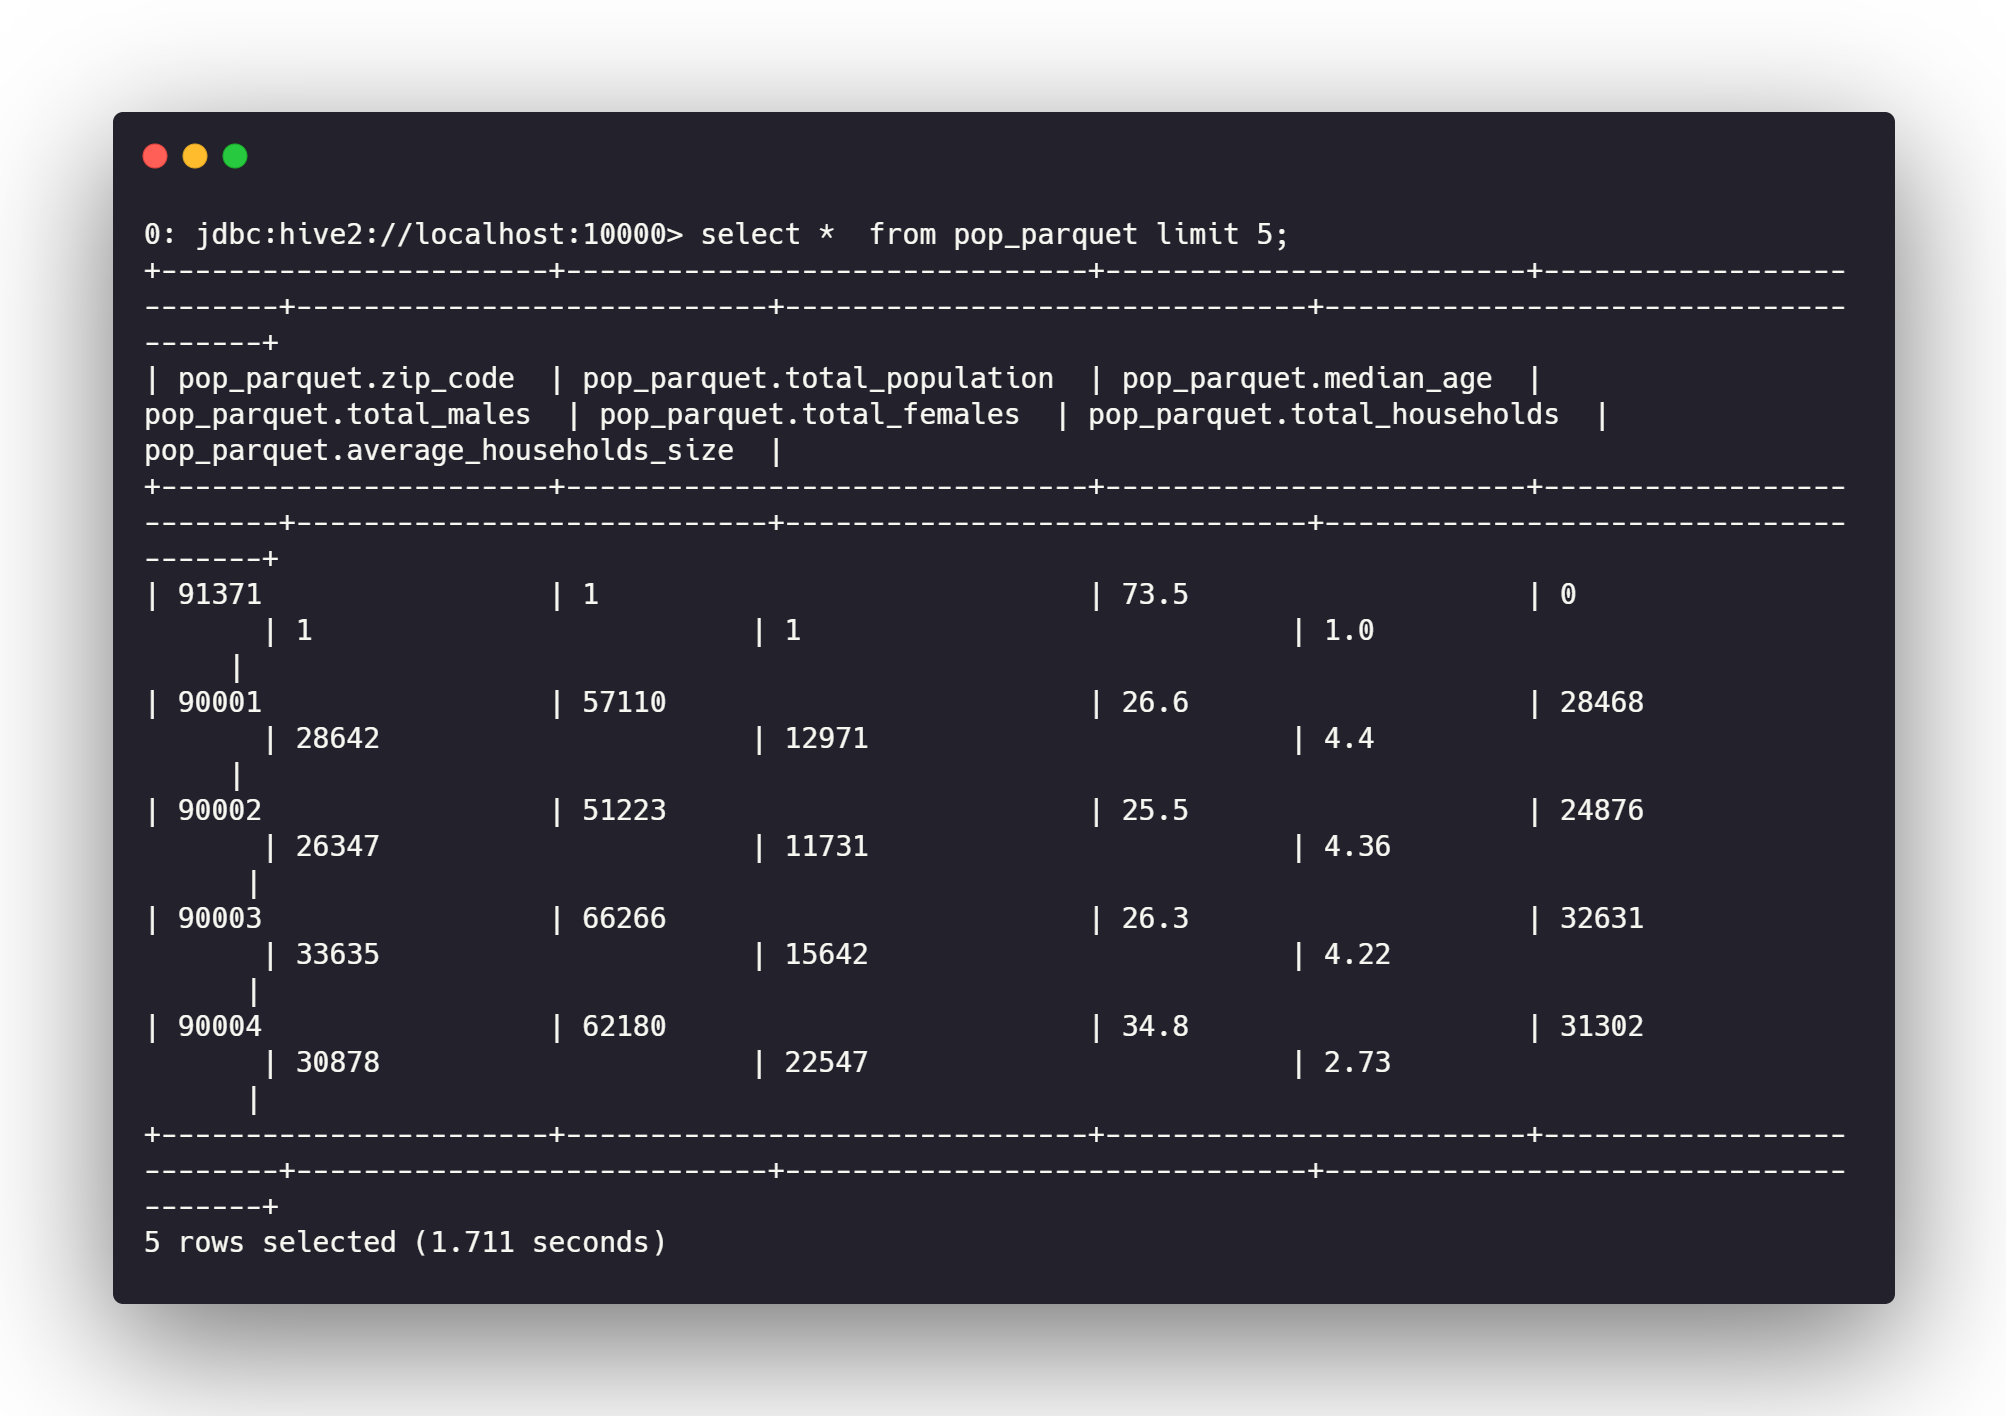 0: jdbc:hive2://localhost:10000> select *  from pop_parquet limit 5;
+-----------------------+-------------------------------+-------------------------+------------------
--------+----------------------------+-------------------------------+-------------------------------
-------+
| pop_parquet.zip_code  | pop_parquet.total_population  | pop_parquet.median_age  |
pop_parquet.total_males  | pop_parquet.total_females  | pop_parquet.total_households  |
pop_parquet.average_households_size  |
+-----------------------+-------------------------------+-------------------------+------------------
--------+----------------------------+-------------------------------+-------------------------------
-------+
| 91371                 | 1                             | 73.5                    | 0
       | 1                          | 1                             | 1.0
     |
| 90001                 | 57110                         | 26.6                    | 28468
       | 28642                      | 12971                         | 4.4
     |
| 90002                 | 51223                         | 25.5                    | 24876
       | 26347                      | 11731                         | 4.36
      |
| 90003                 | 66266                         | 26.3                    | 32631
       | 33635                      | 15642                         | 4.22
      |
| 90004                 | 62180                         | 34.8                    | 31302
       | 30878                      | 22547                         | 2.73
      |
+-----------------------+-------------------------------+-------------------------+------------------
--------+----------------------------+-------------------------------+-------------------------------
-------+
5 rows selected (1.711 seconds)